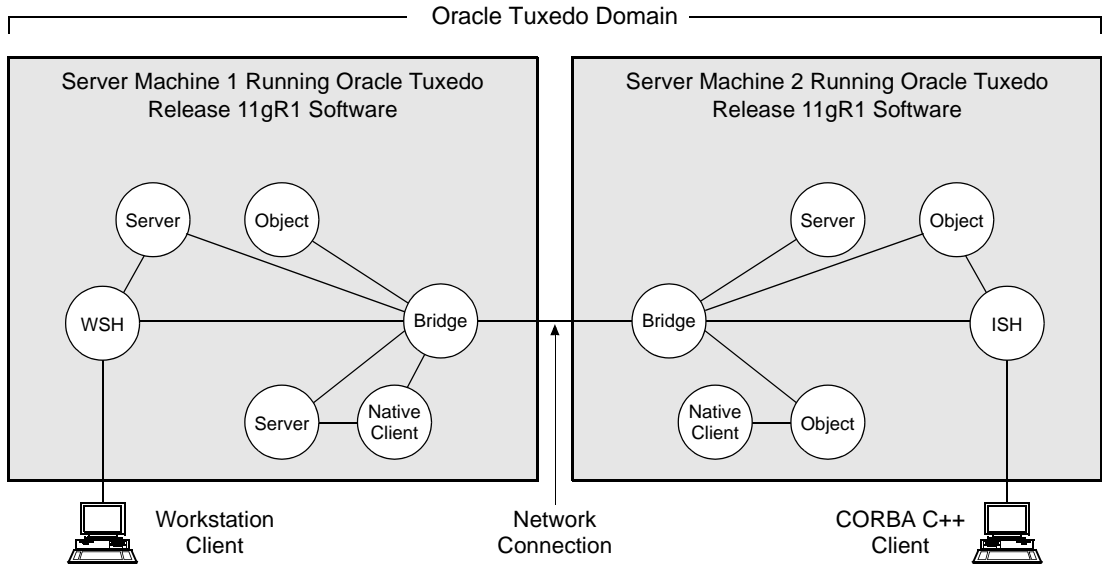 Oracle Tuxedo Domain
Server Machine 1 Running Oracle Tuxedo
Release 11gR1 Software
Server
Object
WSH
Bridge
Server
Native
Client
Server Machine 2 Running Oracle Tuxedo
Release 11gR1 Software
Server
Object
Bridge
ISH
Native
Client
Object
Workstation
Client
Network
Connection
CORBA C++
Client